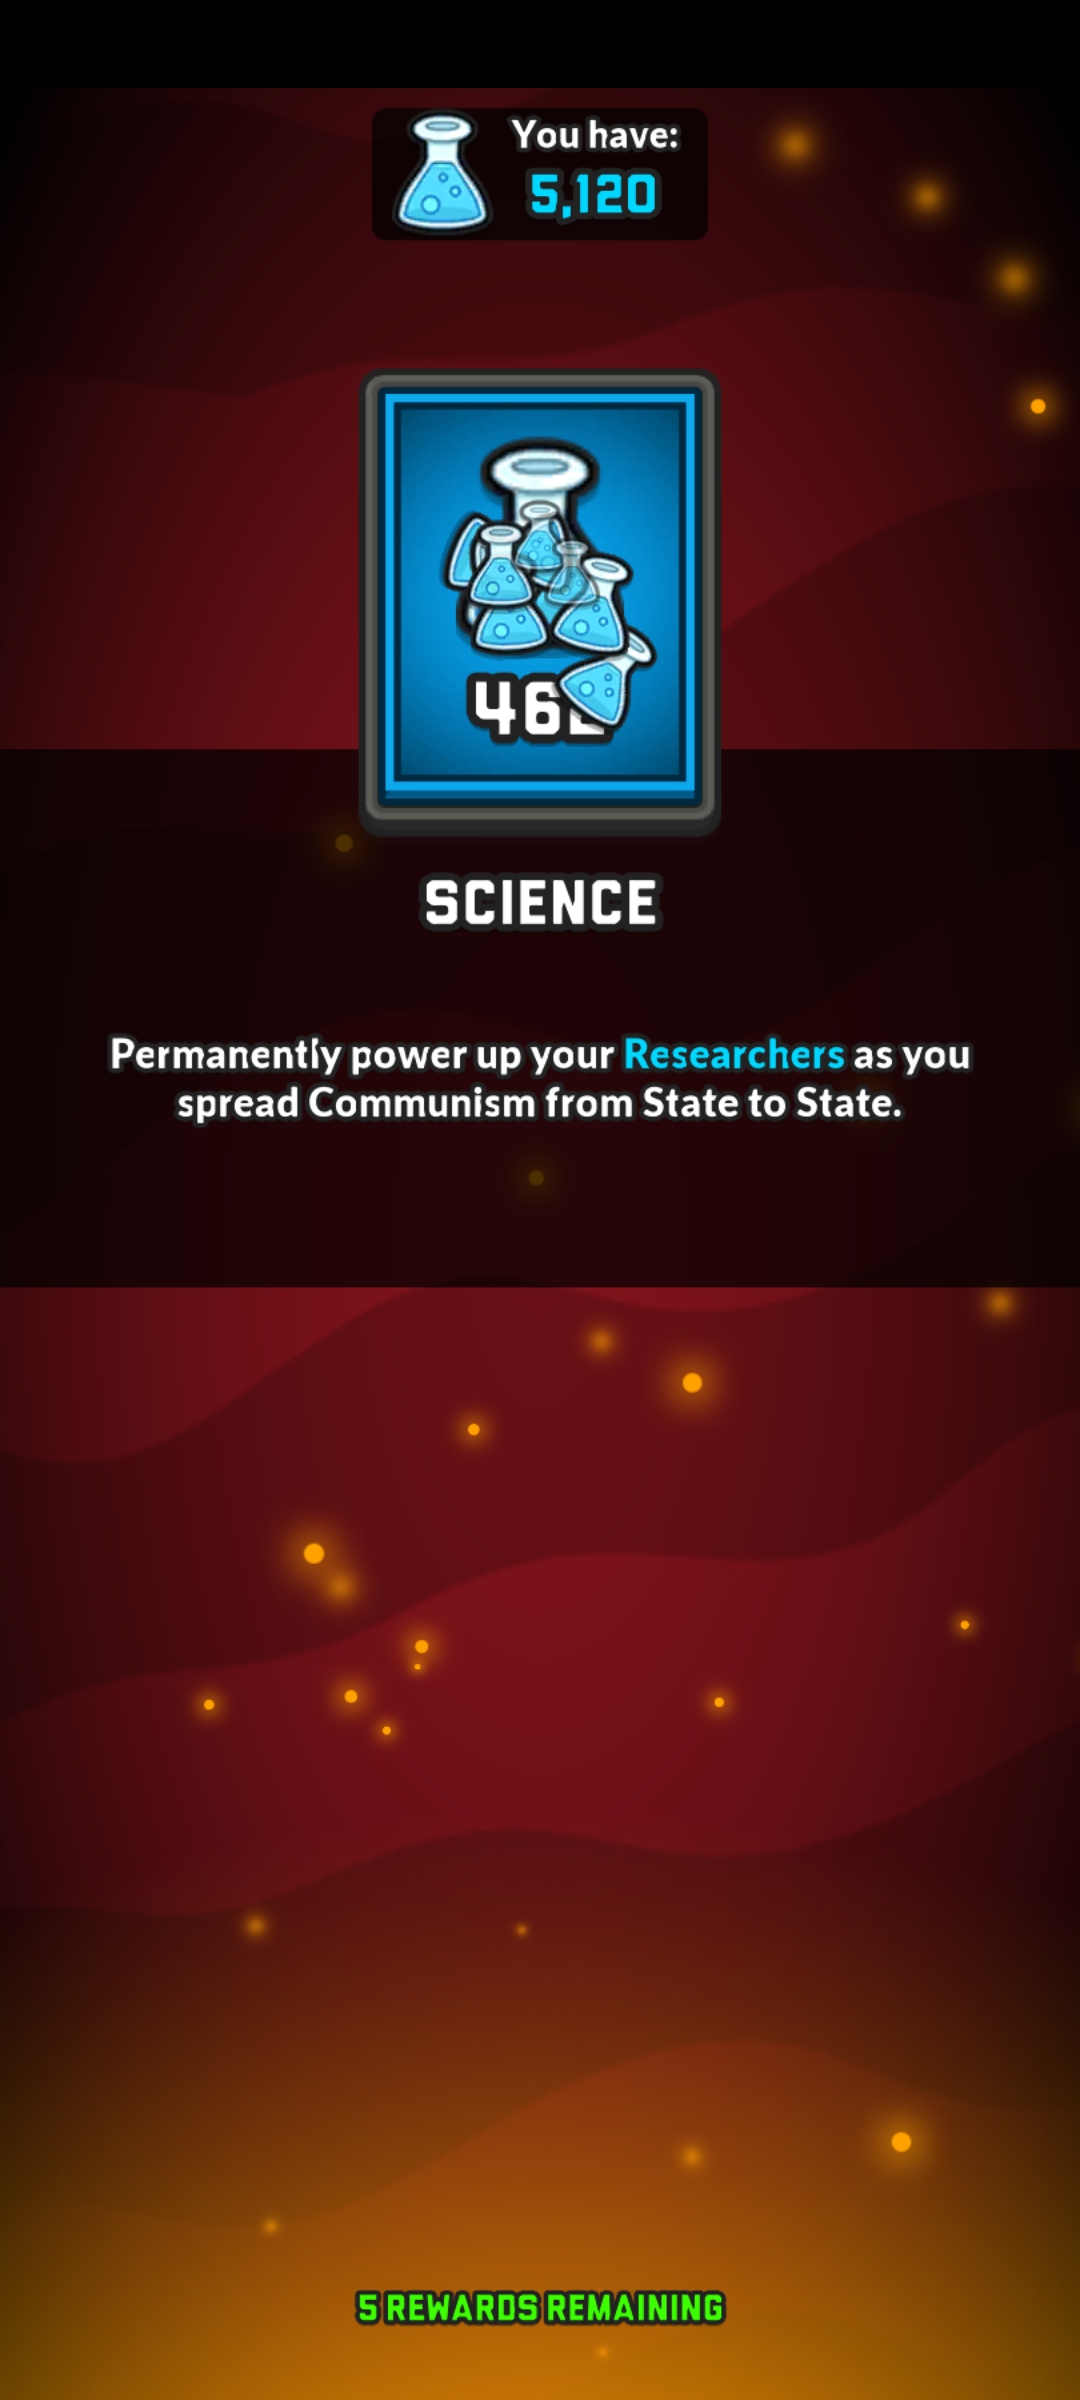 You have:
5,120
SCIENCE
Permanently power up your Researchers as you
spread Communism from State to State.
5 REWARDS REMAINING